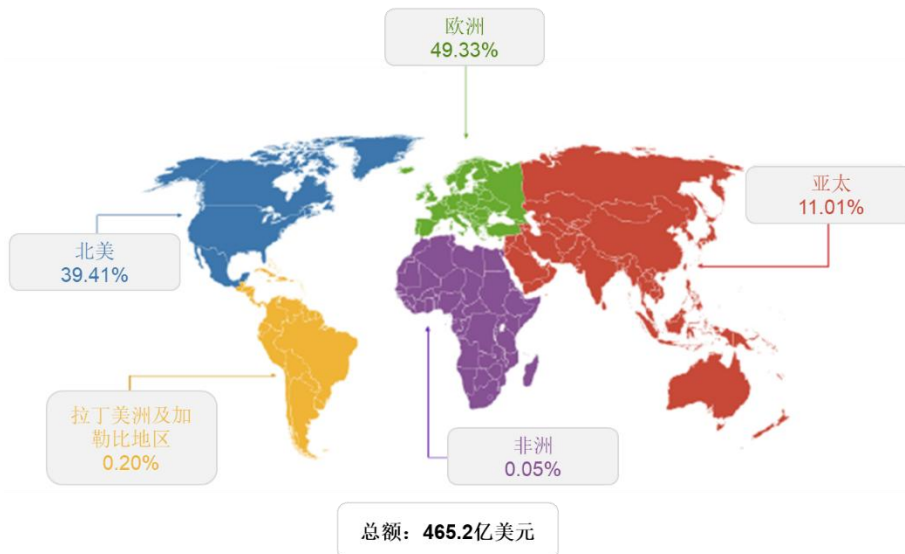 欧洲
49.33%
亚太
11.01%
北美
39.41%
拉丁美洲及加
勒比地区
0.20%
非洲
0.05%
总额：465.2亿美元